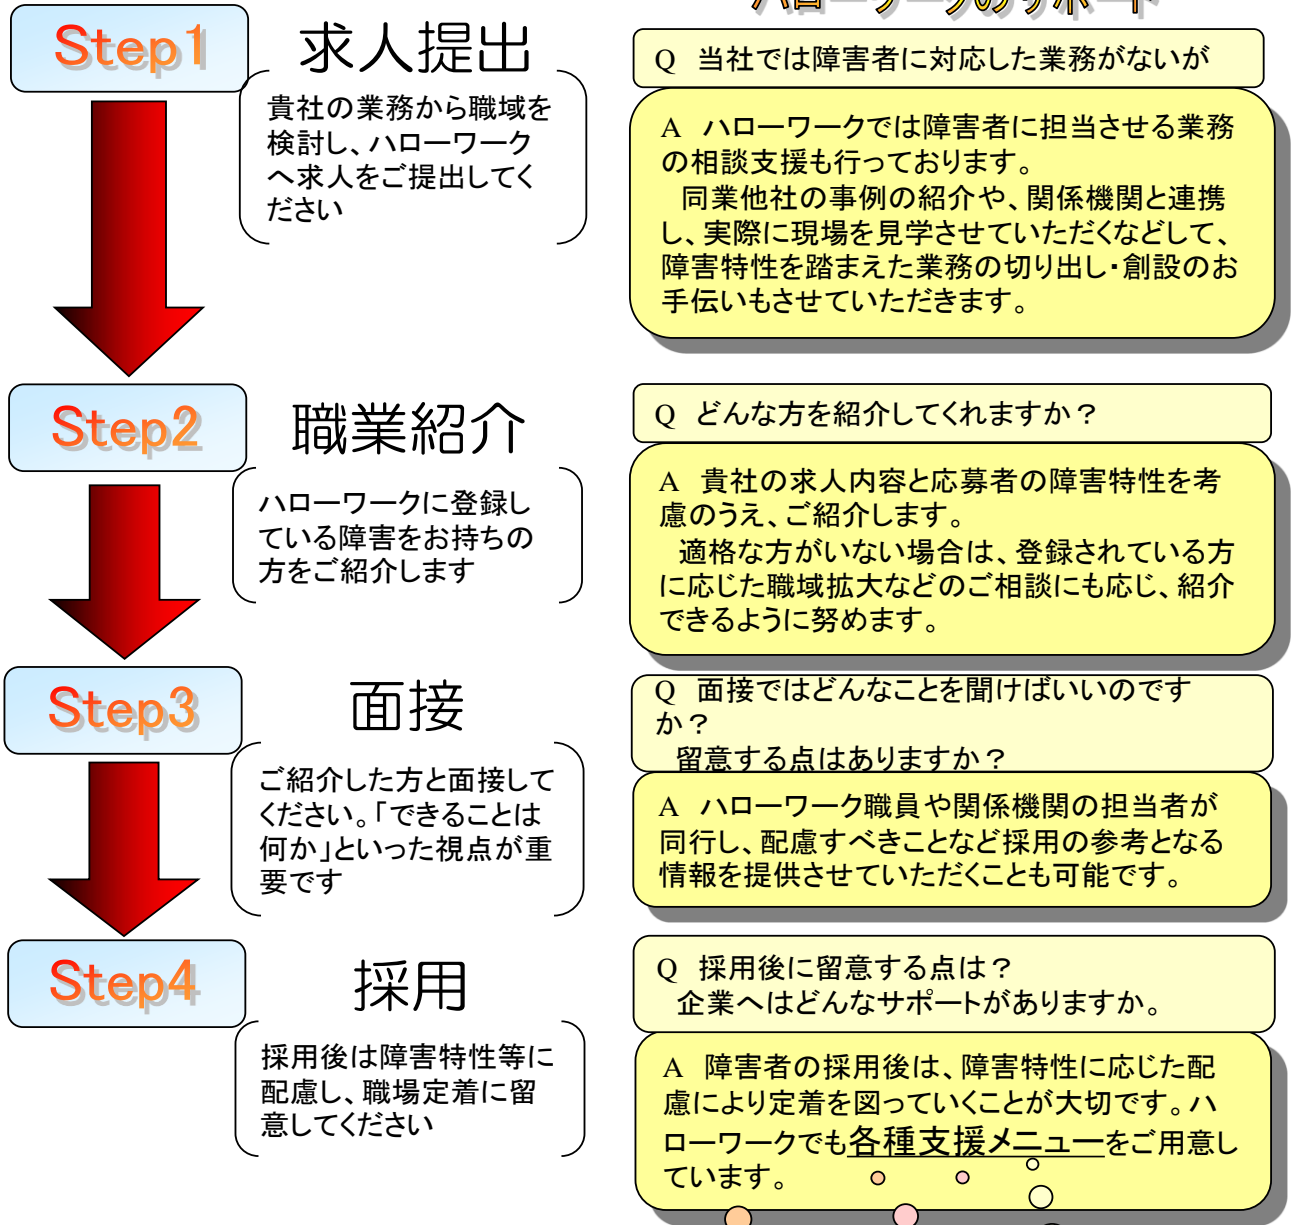 ハローワークのサポート
Step1
求人提出
貴社の業務から職域を
検討し、ハローワーク
へ求人をご提出してく
ださい
Q 当社では障害者に対応した業務がないが
A ハローワークでは障害者に担当させる業務
の相談支援も行っております。
同業他社の事例の紹介や、関係機関と連携
し、実際に現場を見学させていただくなどして、
障害特性を踏まえた業務の切り出し・創設のお
手伝いもさせていただきます。
Step2
職業紹介
ハローワークに登録し
ている障害をお持ちの
方をご紹介します
Q どんな方を紹介してくれますか？
A 貴社の求人内容と応募者の障害特性を考
慮のうえ、ご紹介します。
適格な方がいない場合は、登録されている方
に応じた職域拡大などのご相談にも応じ、紹介
できるように努めます。
Step3
面接
ご紹介した方と面接して
ください。「できることは
何か」といった視点が重
要です
Q 面接ではどんなことを聞けばいいのです
か？
留意する点はありますか？
A ハローワーク職員や関係機関の担当者が
同行し、配慮すべきことなど採用の参考となる
情報を提供させていただくことも可能です。
Step4
採用
採用後は障害特性等に
配慮し、職場定着に留
意してください
Q 採用後に留意する点は？
企業へはどんなサポートがありますか。
A 障害者の採用後は、障害特性に応じた配
慮により定着を図っていくことが大切です。ハ
ローワークでも各種支援メニューをご用意し
ています。